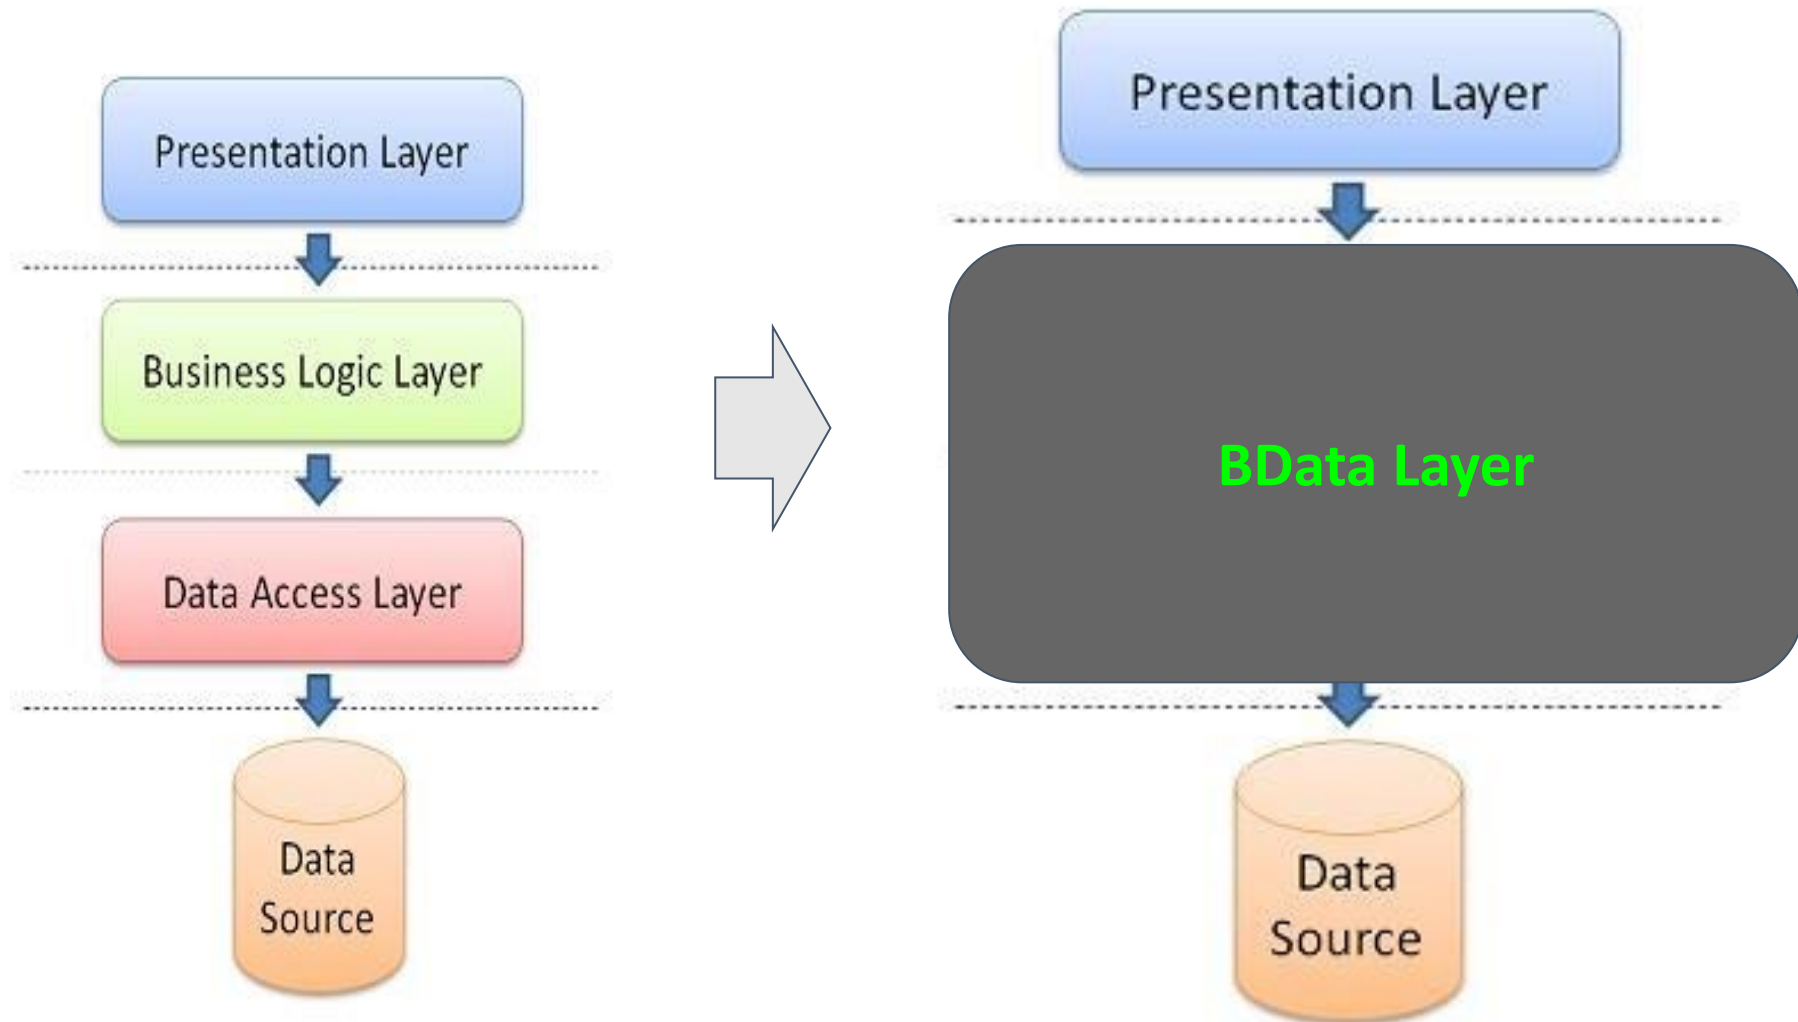 Presentation Layer
Business Logic Layer
Data Access Layer
Data
Source
Presentation Layer
BData Layer
Data
Source